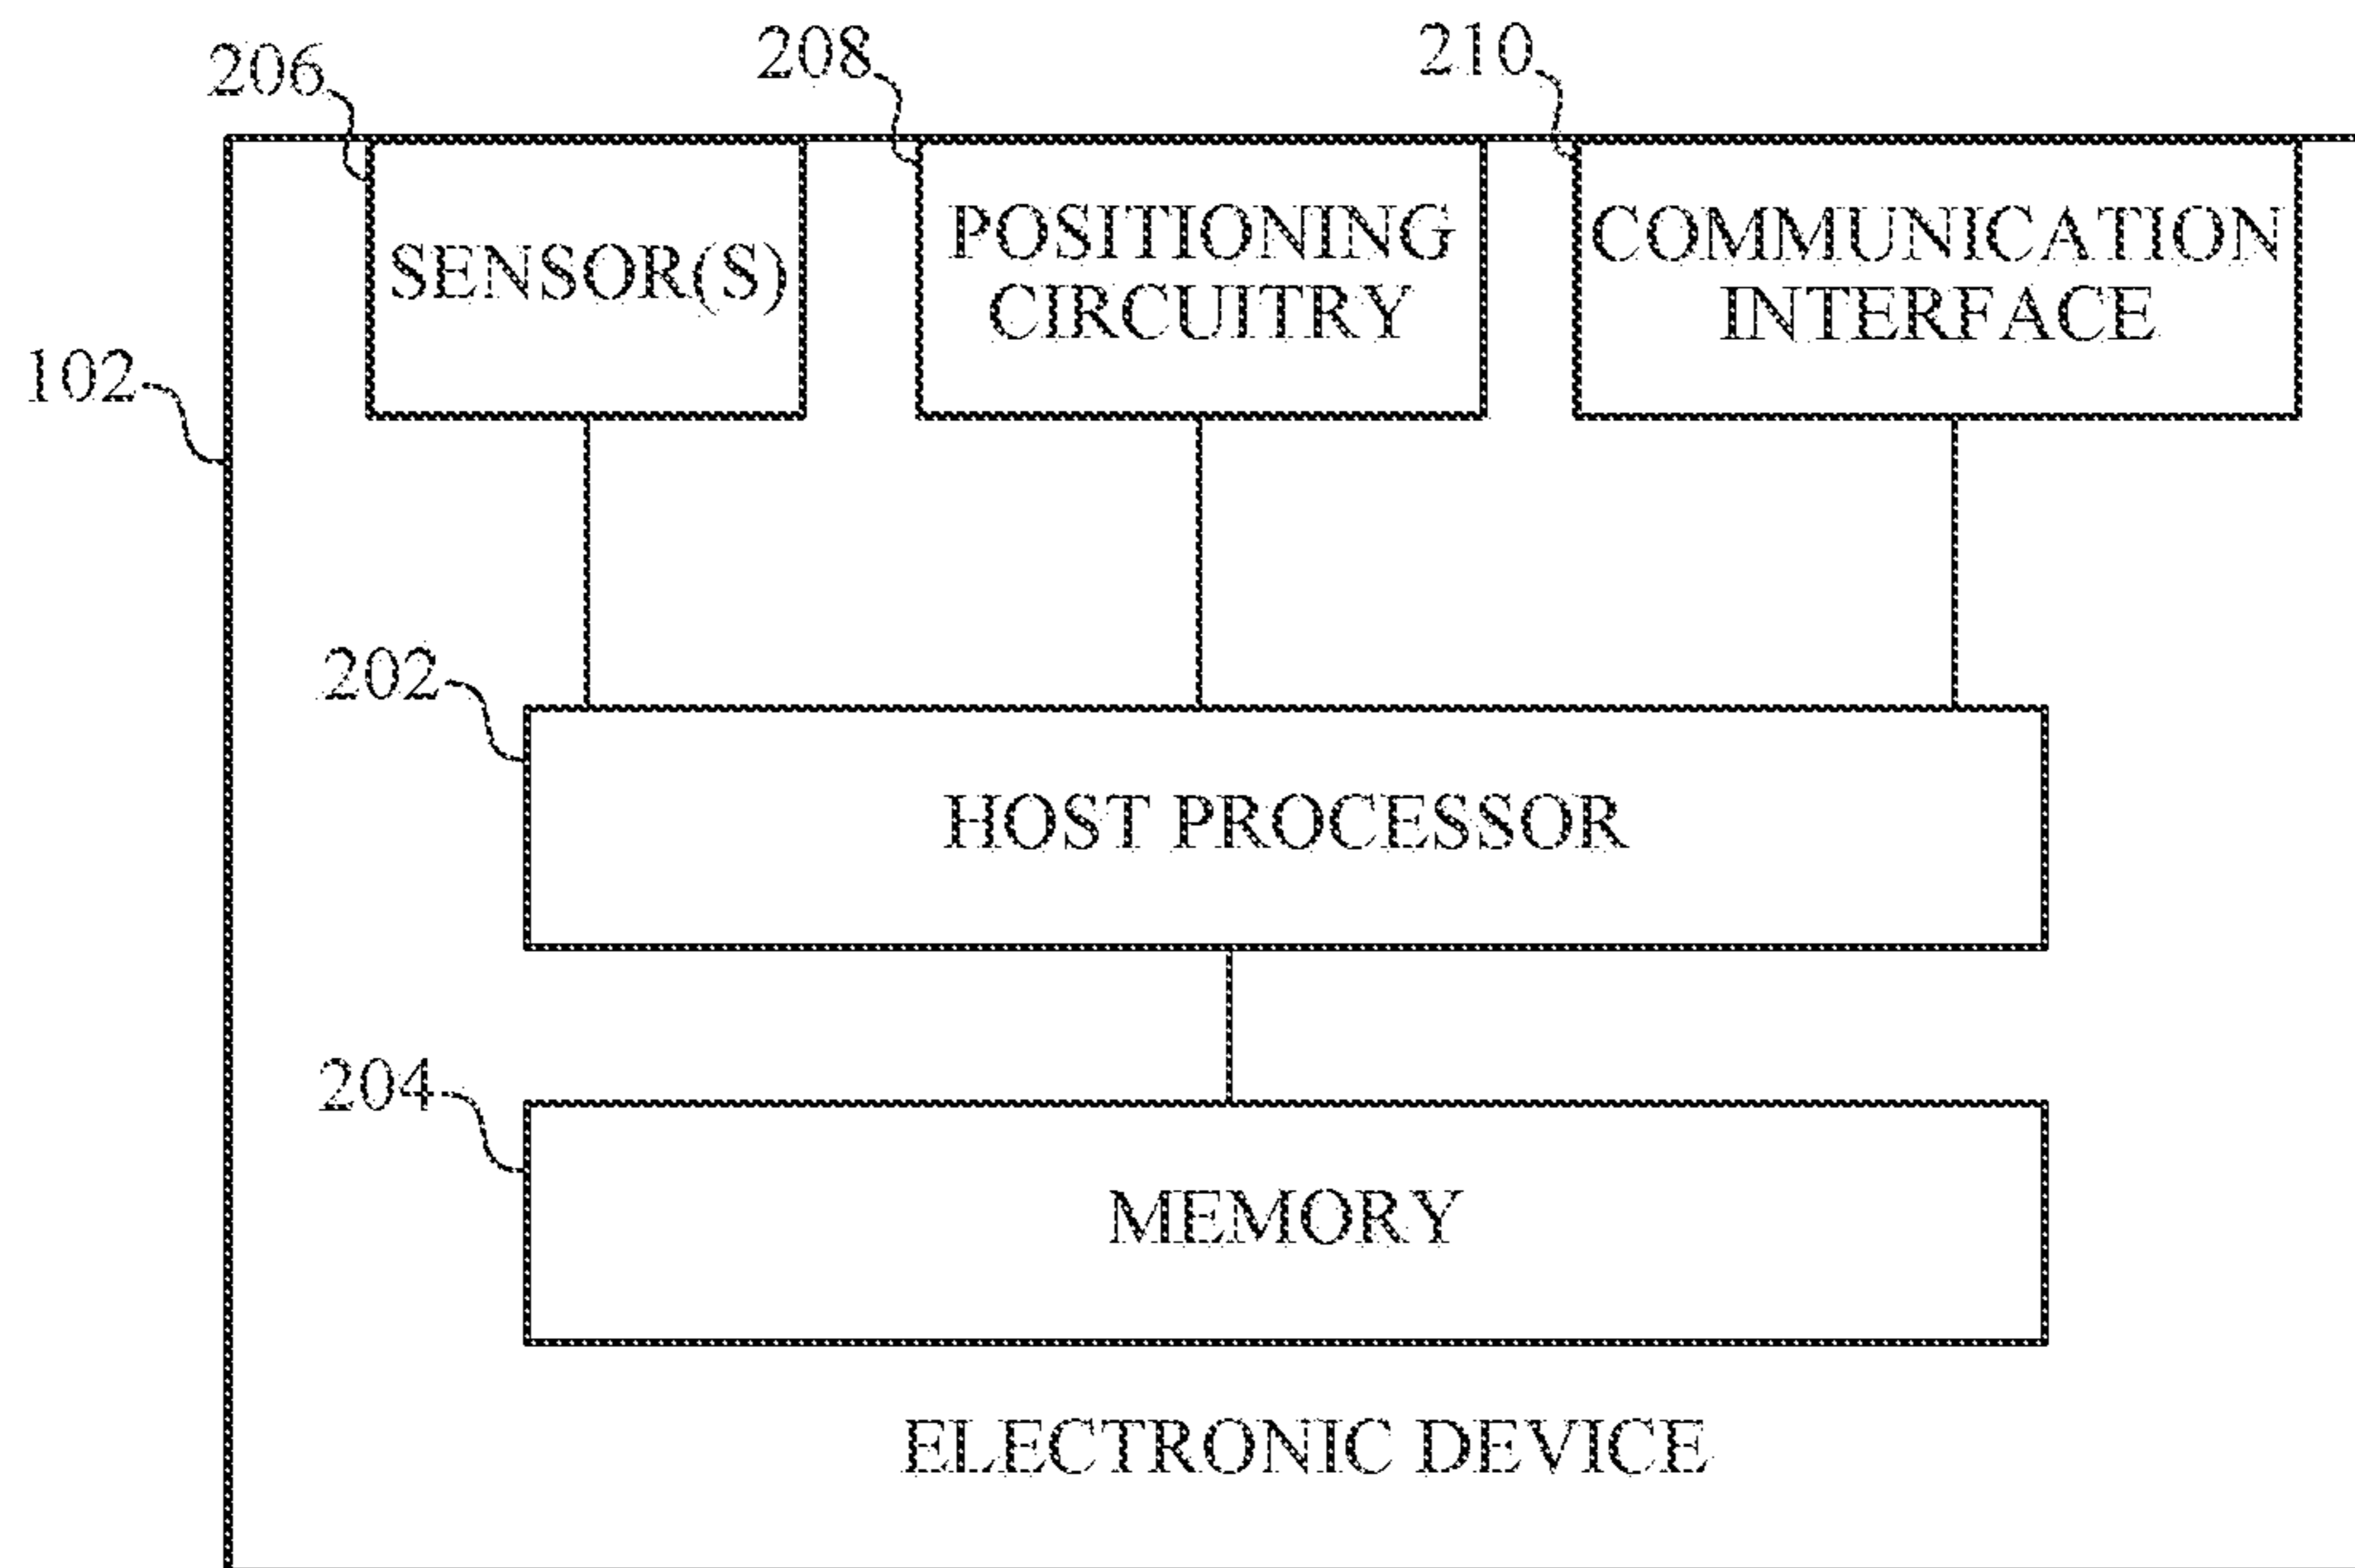 206
208
210
SENSOR(S)
POSITIONING
CIRCUITRY
COMMUNICATION
INTERFACE
102
202
HOST PROCESSOR
204
MEMORY
ELECTRONIC DEVICE